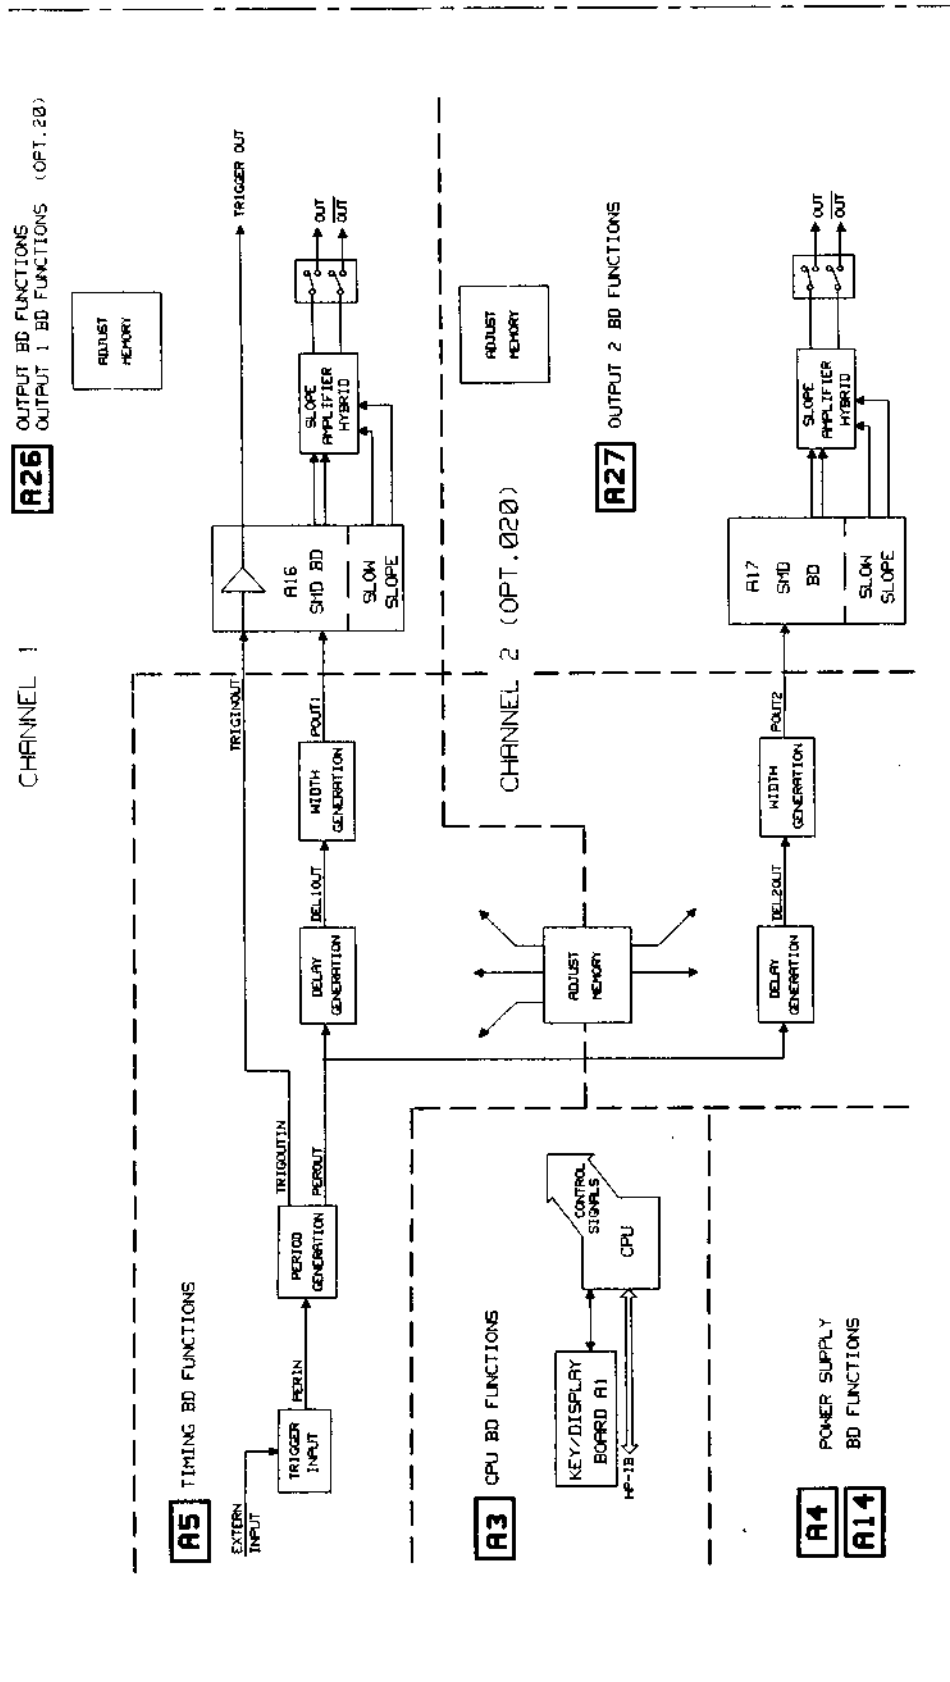 CHANNEL 1
A26
OUTPUT BD FUNCTIONS
OUTPUT 1 BD FUNCTIONS (OPT.20)
ADJUST
MEMORY
A5
TIMING BD FUNCTIONS
EXTERN
INPUT
TRIGGER
INPUT
PERIN
PERIOD
GENERATION
TRIGOUTIN
PEROUT
TRIGINOUT
DELAY
GENERATION
DEL1OUT
WIDTH
GENERATION
POUT1
A16
SMD BD
SLOW
SLOPE
TRIGGER OUT
SLOPE
AMPLIFIER
HYBRID
OUT
OUT
CHANNEL 2 (OPT.020)
ADJUST
MEMORY
A3
CPU BD FUNCTIONS
KEY/DISPLAY
BOARD A1
HP-IB
CPU
CONTROL
SIGNALS
ADJUST
MEMORY
A27
OUTPUT 2 BD FUNCTIONS
DELAY
GENERATION
DEL2OUT
WIDTH
GENERATION
POUT2
A17
SMD
BD
SLOW
SLOPE
SLOPE
AMPLIFIER
HYBRID
OUT
OUT
A4
A14
POWER SUPPLY
BD FUNCTIONS